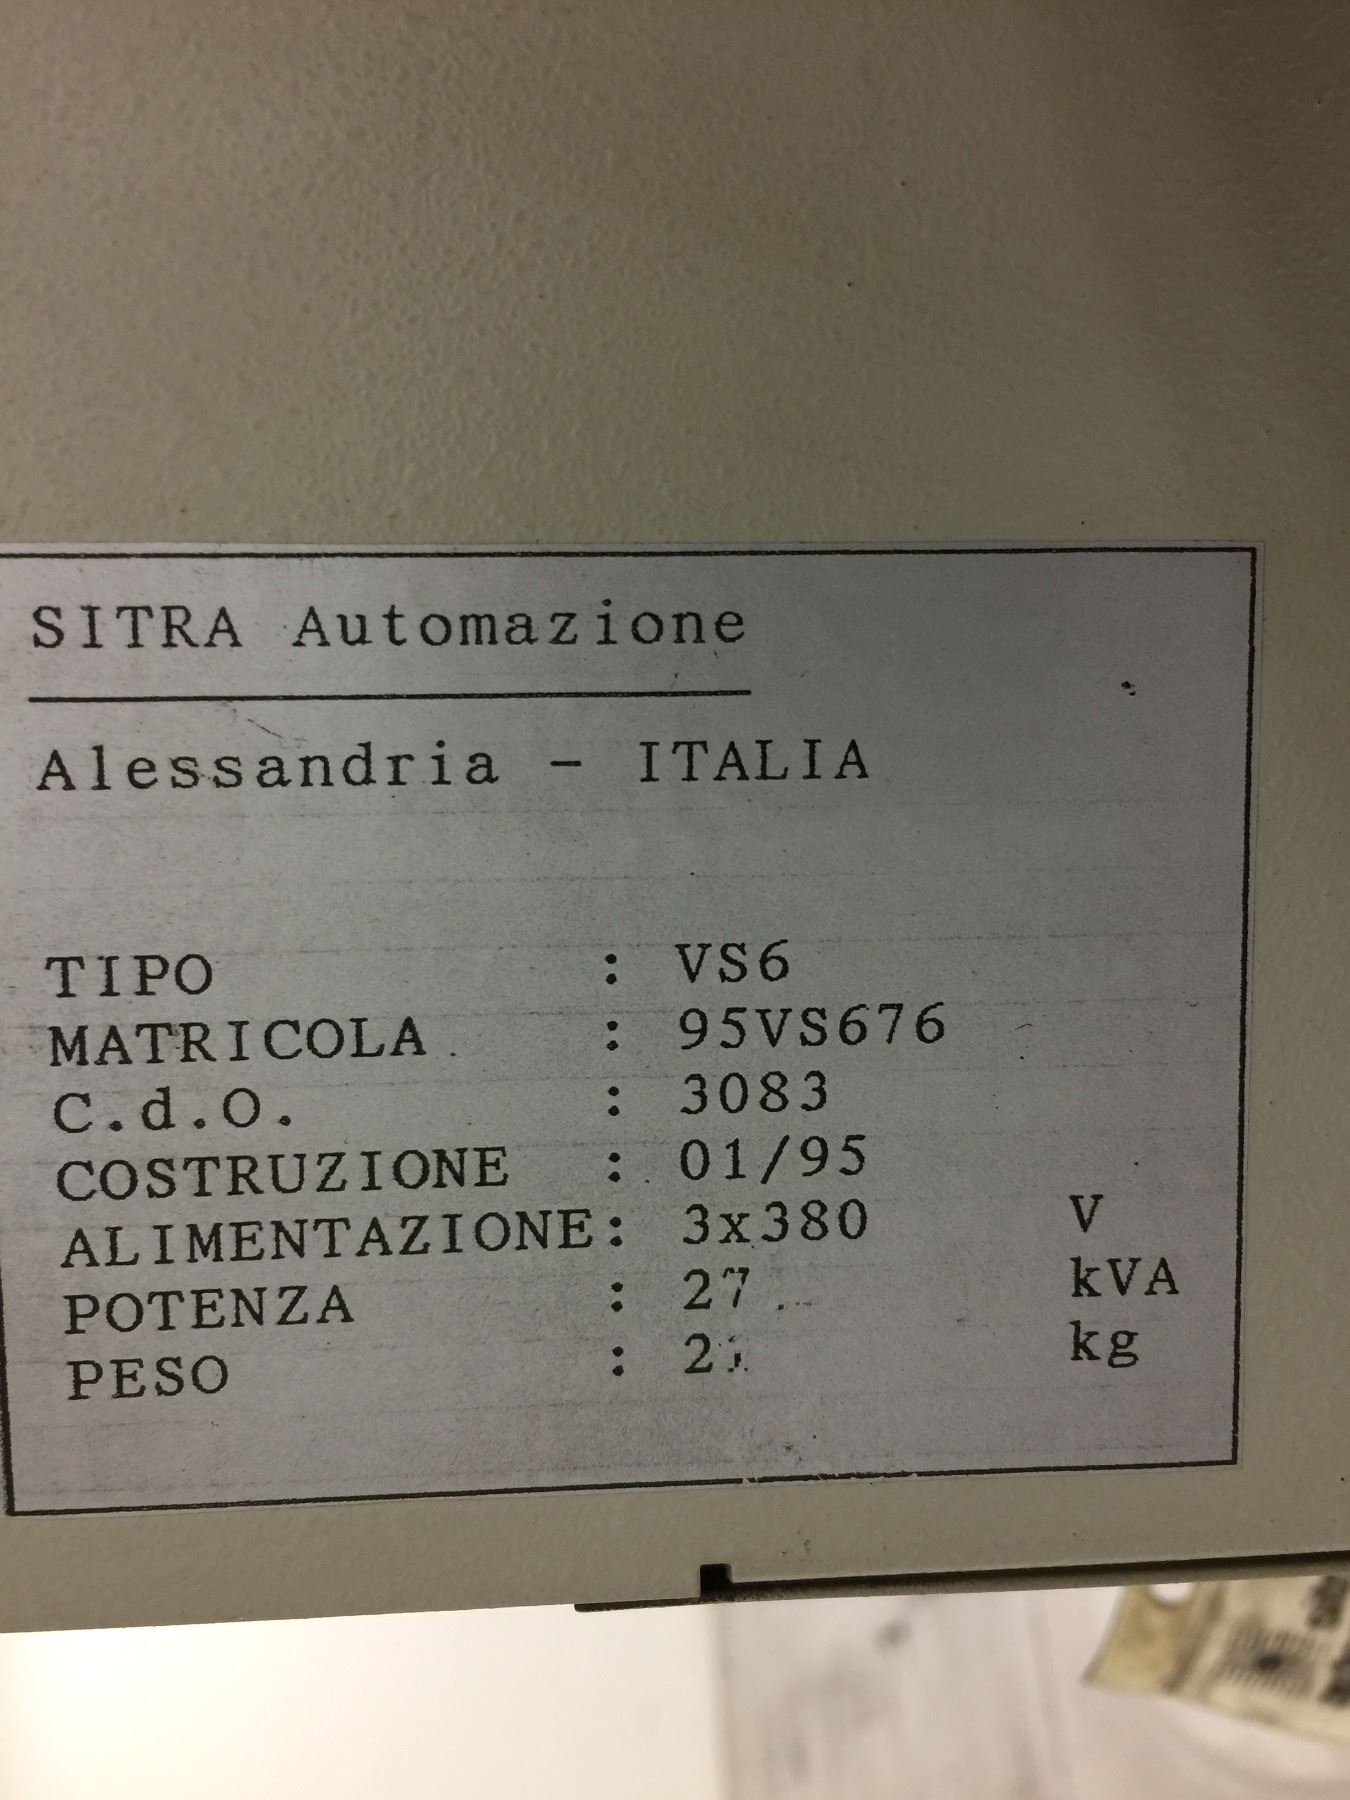 SITRA Automazione
Alessandria - ITALIA
TIPO : VS6
MATRICOLA : 95VS676
C.d.O. : 3083
COSTRUZIONE : 01/95
ALIMENTAZIONE: 3x380 V
POTENZA : 27 kVA
PESO : kg